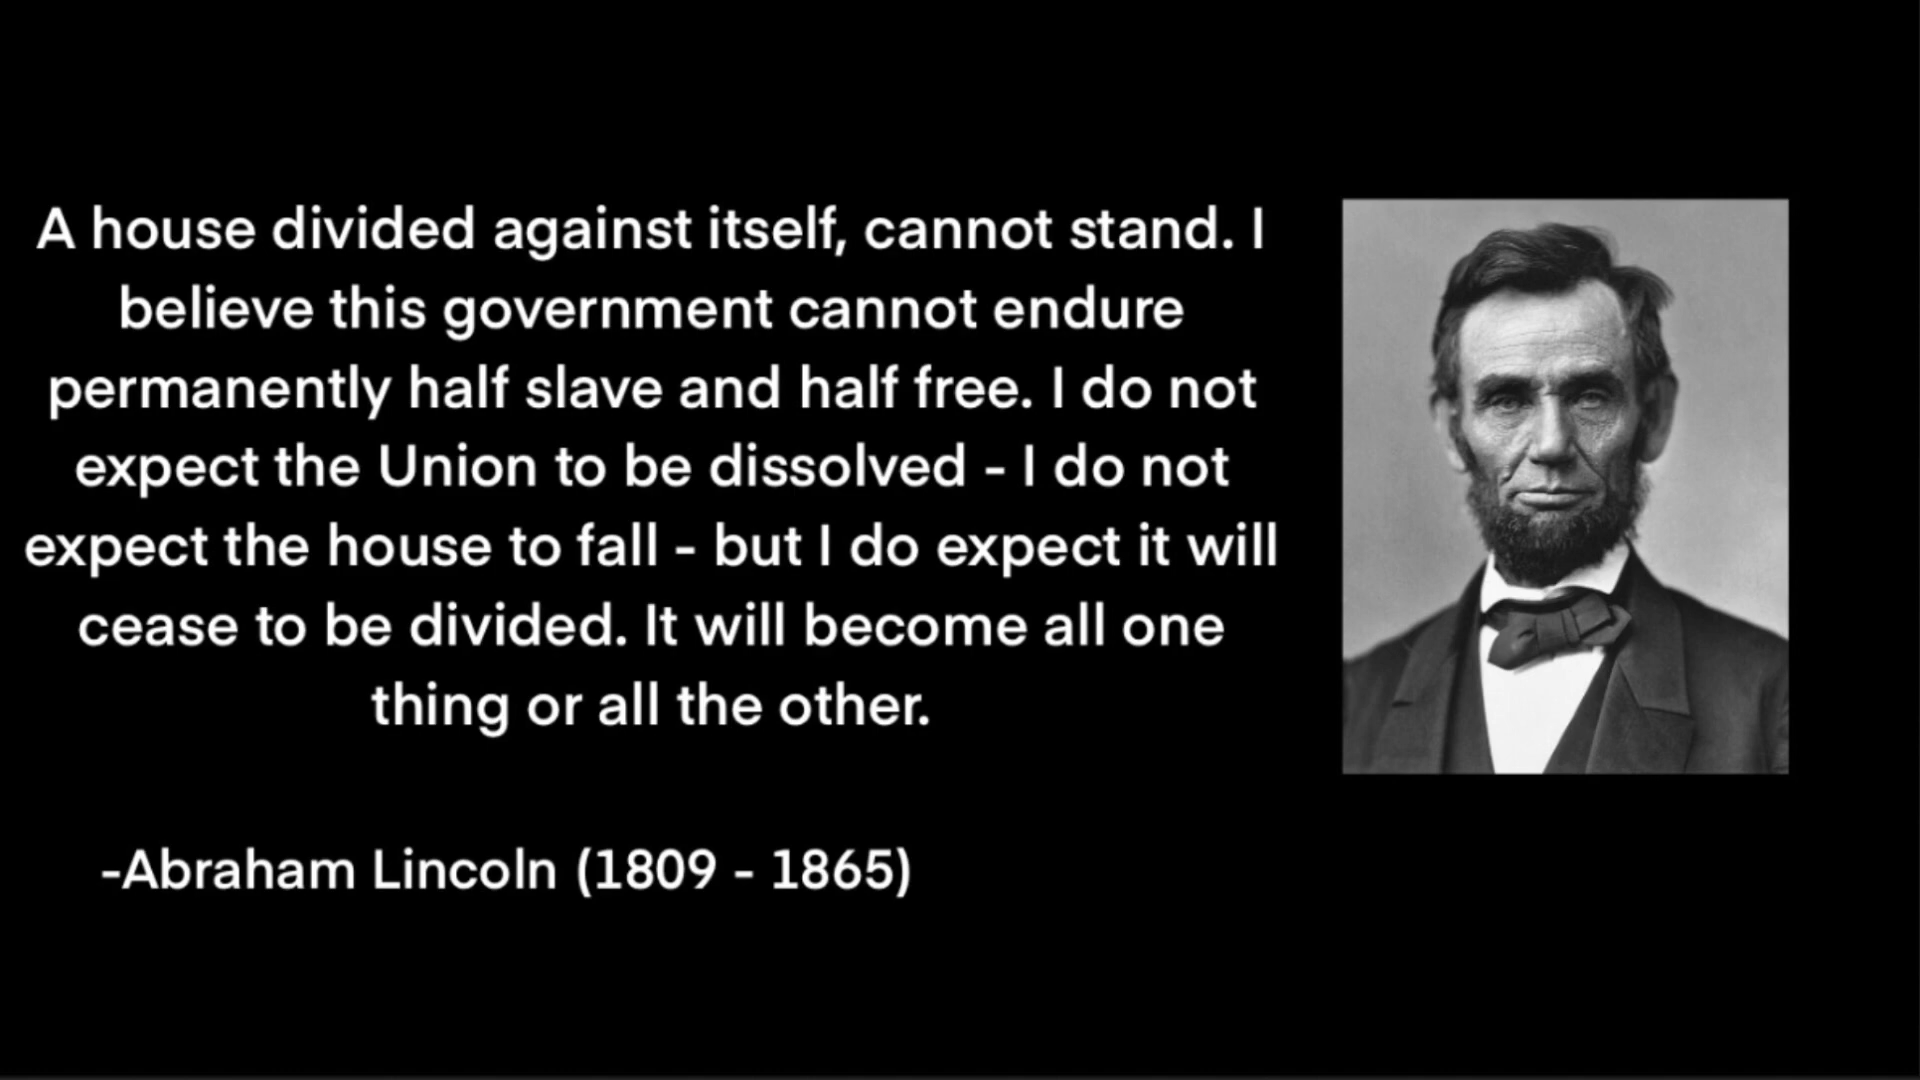 A house divided against itself, cannot stand. I
believe this government cannot endure
permanently half slave and half free. I do not
expect the Union to be dissolved - I do not
expect the house to fall - but I do expect it will
cease to be divided. It will become all one
thing or all the other.
-Abraham Lincoln (1809 - 1865)